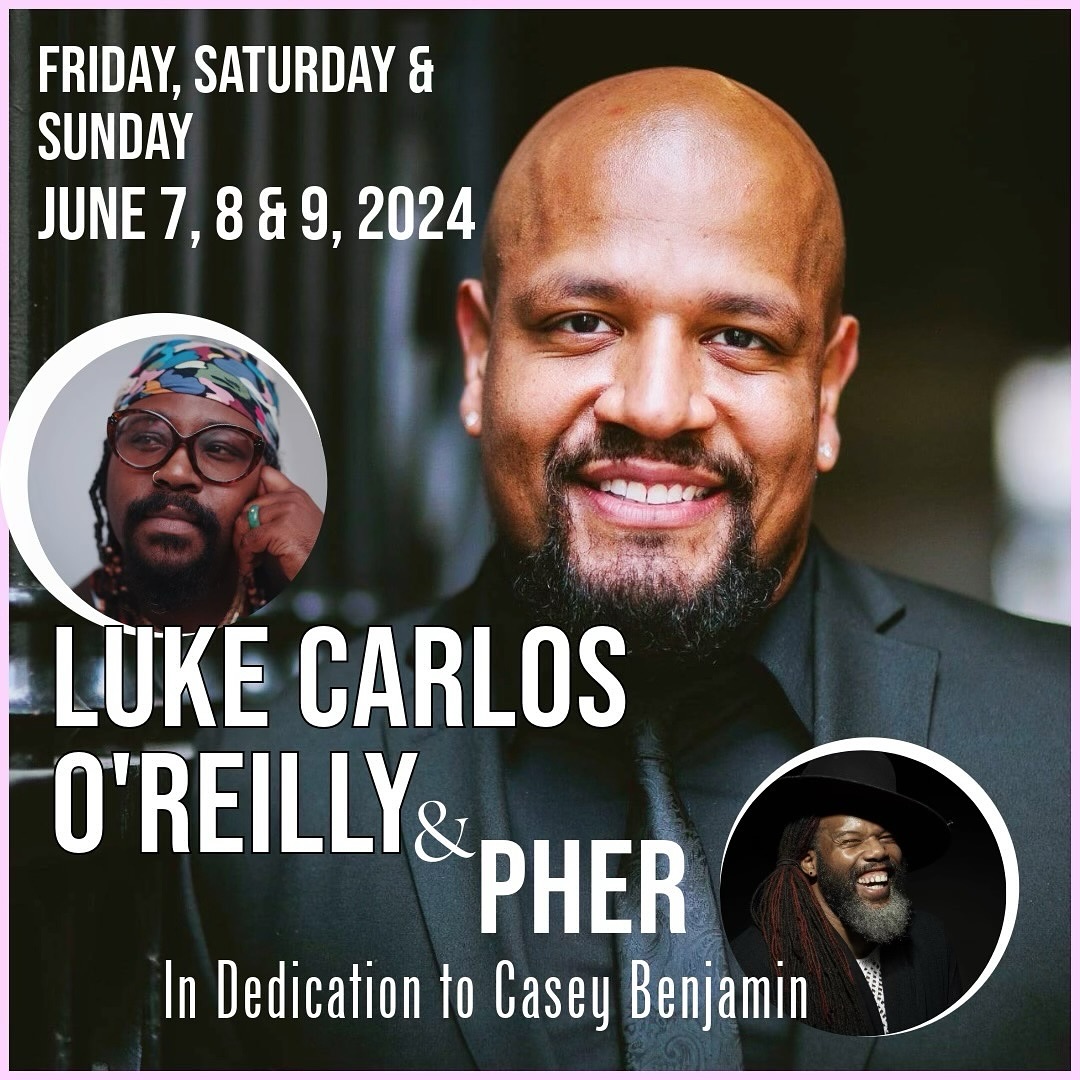 FRIDAY, SATURDAY &
SUNDAY
JUNE 7, 8 & 9, 2024
LUKE CARLOS
O'REILLY
&
PHER
In Dedication to Casey Benjamin